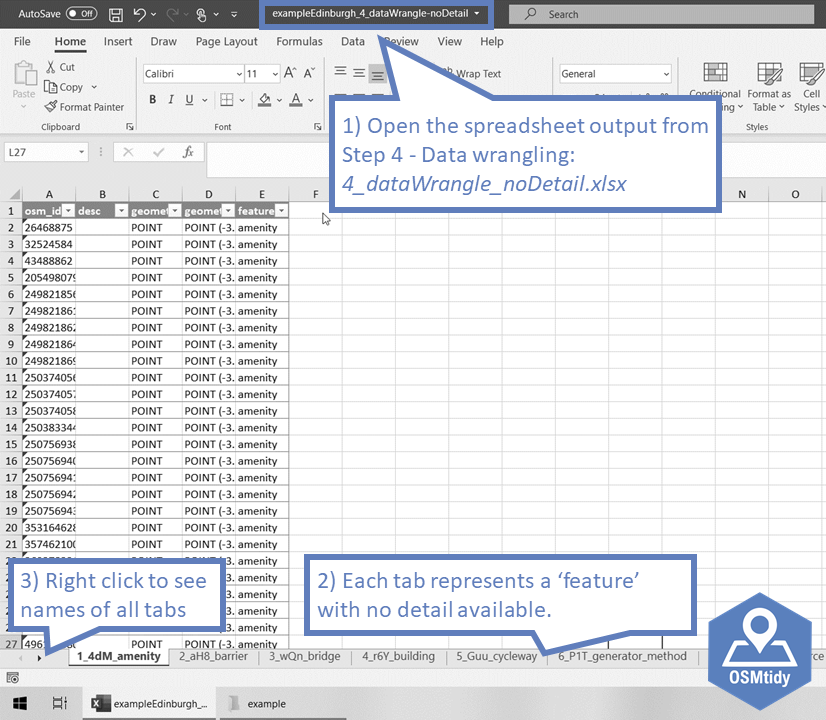 AutoSave Off exampleEdinburgh_4_dataWrangle-noDetail Search
File Home Insert Draw Page Layout Formulas Data Review View Help
Paste Cut Copy Format Painter
Calibri 11 Wrap Text General
B I U A
Conditional Format as Table Cell Styles
Clipboard Font Styles
1) Open the spreadsheet output from
Step 4 - Data wrangling:
4_dataWrangle_noDetail.xlsx
L27 fx
A B C D E F N O
1 osm_id desc geomet geomet feature
2 26468875 POINT POINT (-3. amenity
3 32524584 POINT POINT (-3. amenity
4 43488862 POINT POINT (-3. amenity
5 205498079 POINT POINT (-3. amenity
6 249821856 POINT POINT (-3. amenity
7 249821861 POINT POINT (-3. amenity
8 249821862 POINT POINT (-3. amenity
9 249821864 POINT POINT (-3. amenity
10 249821869 POINT POINT (-3. amenity
11 250374056 POINT POINT (-3. amenity
12 250374057 POINT POINT (-3. amenity
13 250374058 POINT POINT (-3. amenity
14 250383344 POINT POINT (-3. amenity
15 250756938 POINT POINT (-3. amenity
16 250756940 POINT POINT (-3. amenity
17 250756941 POINT POINT (-3. amenity
18 250756942 POINT POINT (-3. amenity
19 250756943 POINT POINT (-3. amenity
20 353164628 POINT POINT (-3. amenity
21 357462100 POINT POINT (-3. amenity
3) Right click to see
names of all tabs
2) Each tab represents a ‘feature’
with no detail available.
27 POINT POINT (-3. amenity
1_4dM_amenity 2_aH8_barrier 3_wQn_bridge 4_r6Y_building 5_Guu_cycleway 6_P1T_generator_method
OSMtidy
exampleEdinburgh_... example